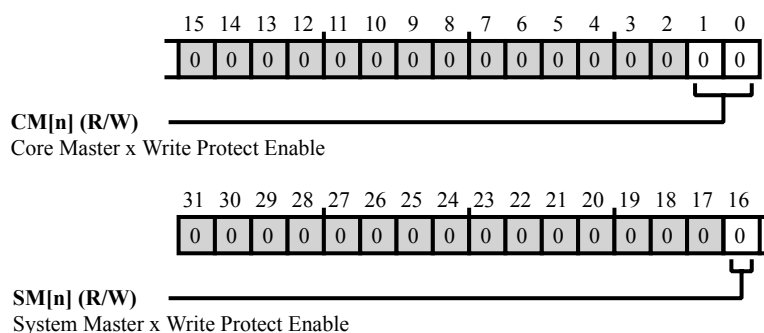 15 14 13 12 11 10 9 8 7 6 5 4 3 2 1 0
0 0 0 0 0 0 0 0 0 0 0 0 0 0 0 0
CM[n] (R/W)
Core Master x Write Protect Enable
31 30 29 28 27 26 25 24 23 22 21 20 19 18 17 16
0 0 0 0 0 0 0 0 0 0 0 0 0 0 0 0
SM[n] (R/W)
System Master x Write Protect Enable